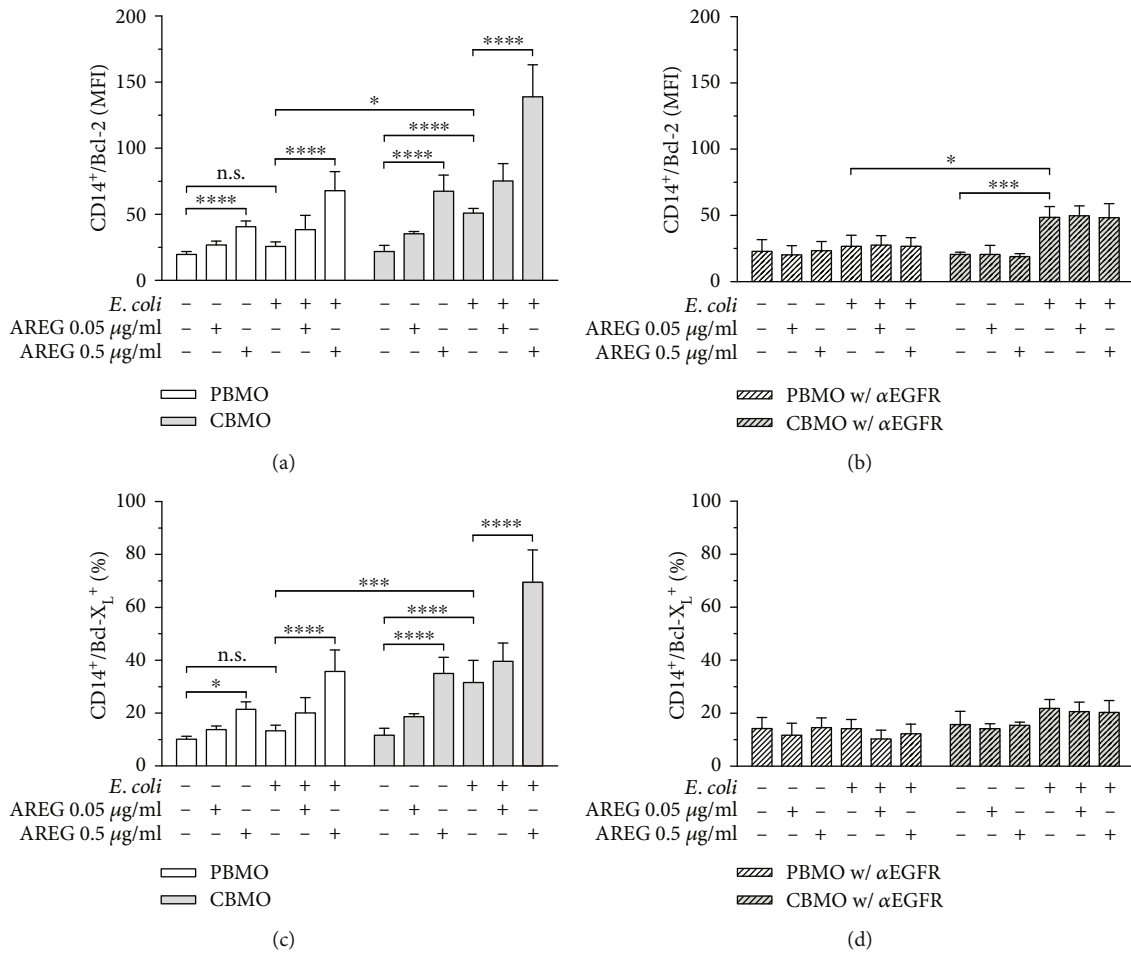 CD14⁺/Bcl-2 (MFI)
200
150
100
50
0
n.s.
****
****
*
****
****
****
E. coli − − − + + + − − − + + +
AREG 0.05 μg/ml − + − − + − − + − − + −
AREG 0.5 μg/ml − − + − − + − − + − − +
PBMO
CBMO
(a)
CD14⁺/Bcl-2 (MFI)
200
150
100
50
0
*
***
E. coli − − − + + + − − − + + +
AREG 0.05 μg/ml − + − − + − − + − − + −
AREG 0.5 μg/ml − − + − − + − − + − − +
PBMO w/ αEGFR
CBMO w/ αEGFR
(b)
CD14⁺/Bcl-X_L⁺ (%)
100
80
60
40
20
0
n.s.
*
****
***
****
****
****
E. coli − − − + + + − − − + + +
AREG 0.05 μg/ml − + − − + − − + − − + −
AREG 0.5 μg/ml − − + − − + − − + − − +
PBMO
CBMO
(c)
CD14⁺/Bcl-X_L⁺ (%)
100
80
60
40
20
0
E. coli − − − + + + − − − + + +
AREG 0.05 μg/ml − + − − + − − + − − + −
AREG 0.5 μg/ml − − + − − + − − + − − +
PBMO w/ αEGFR
CBMO w/ αEGFR
(d)